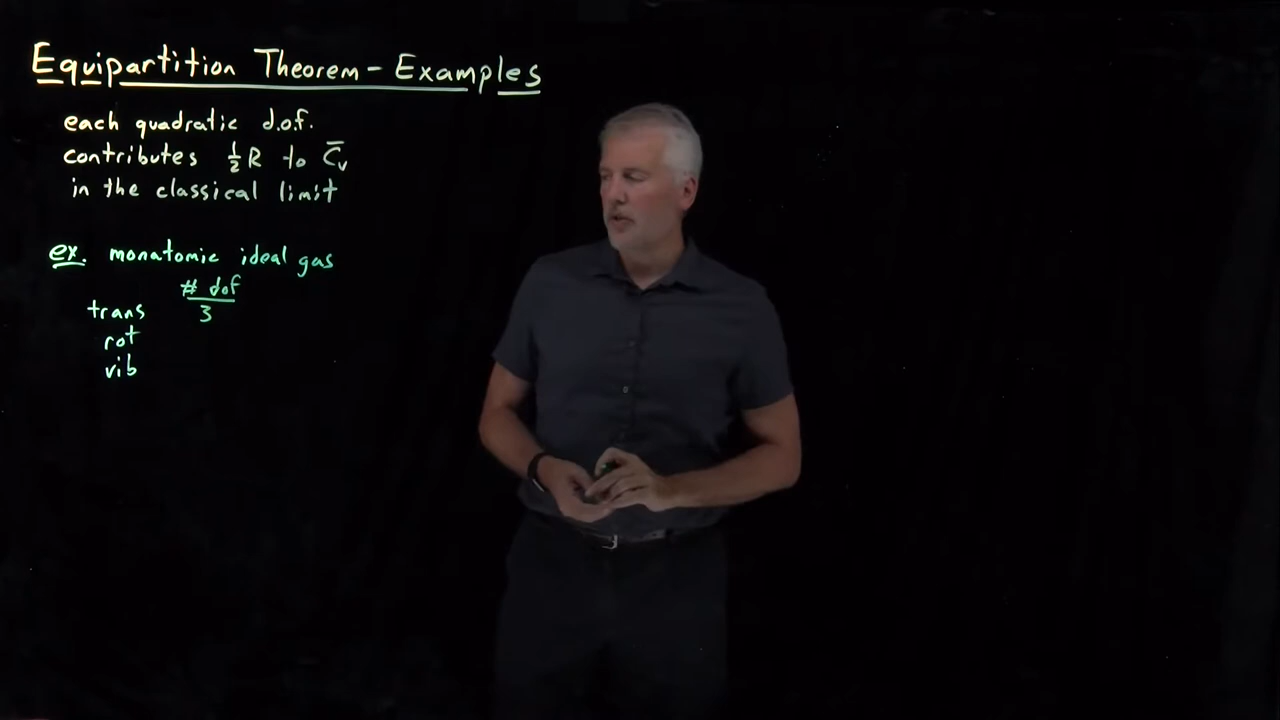 Equipartition Theorem - Examples
each quadratic d.o.f.
contributes ½R to C̄ᵥ
in the classical limit
ex. monatomic ideal gas
# dof
trans 3
rot
vib